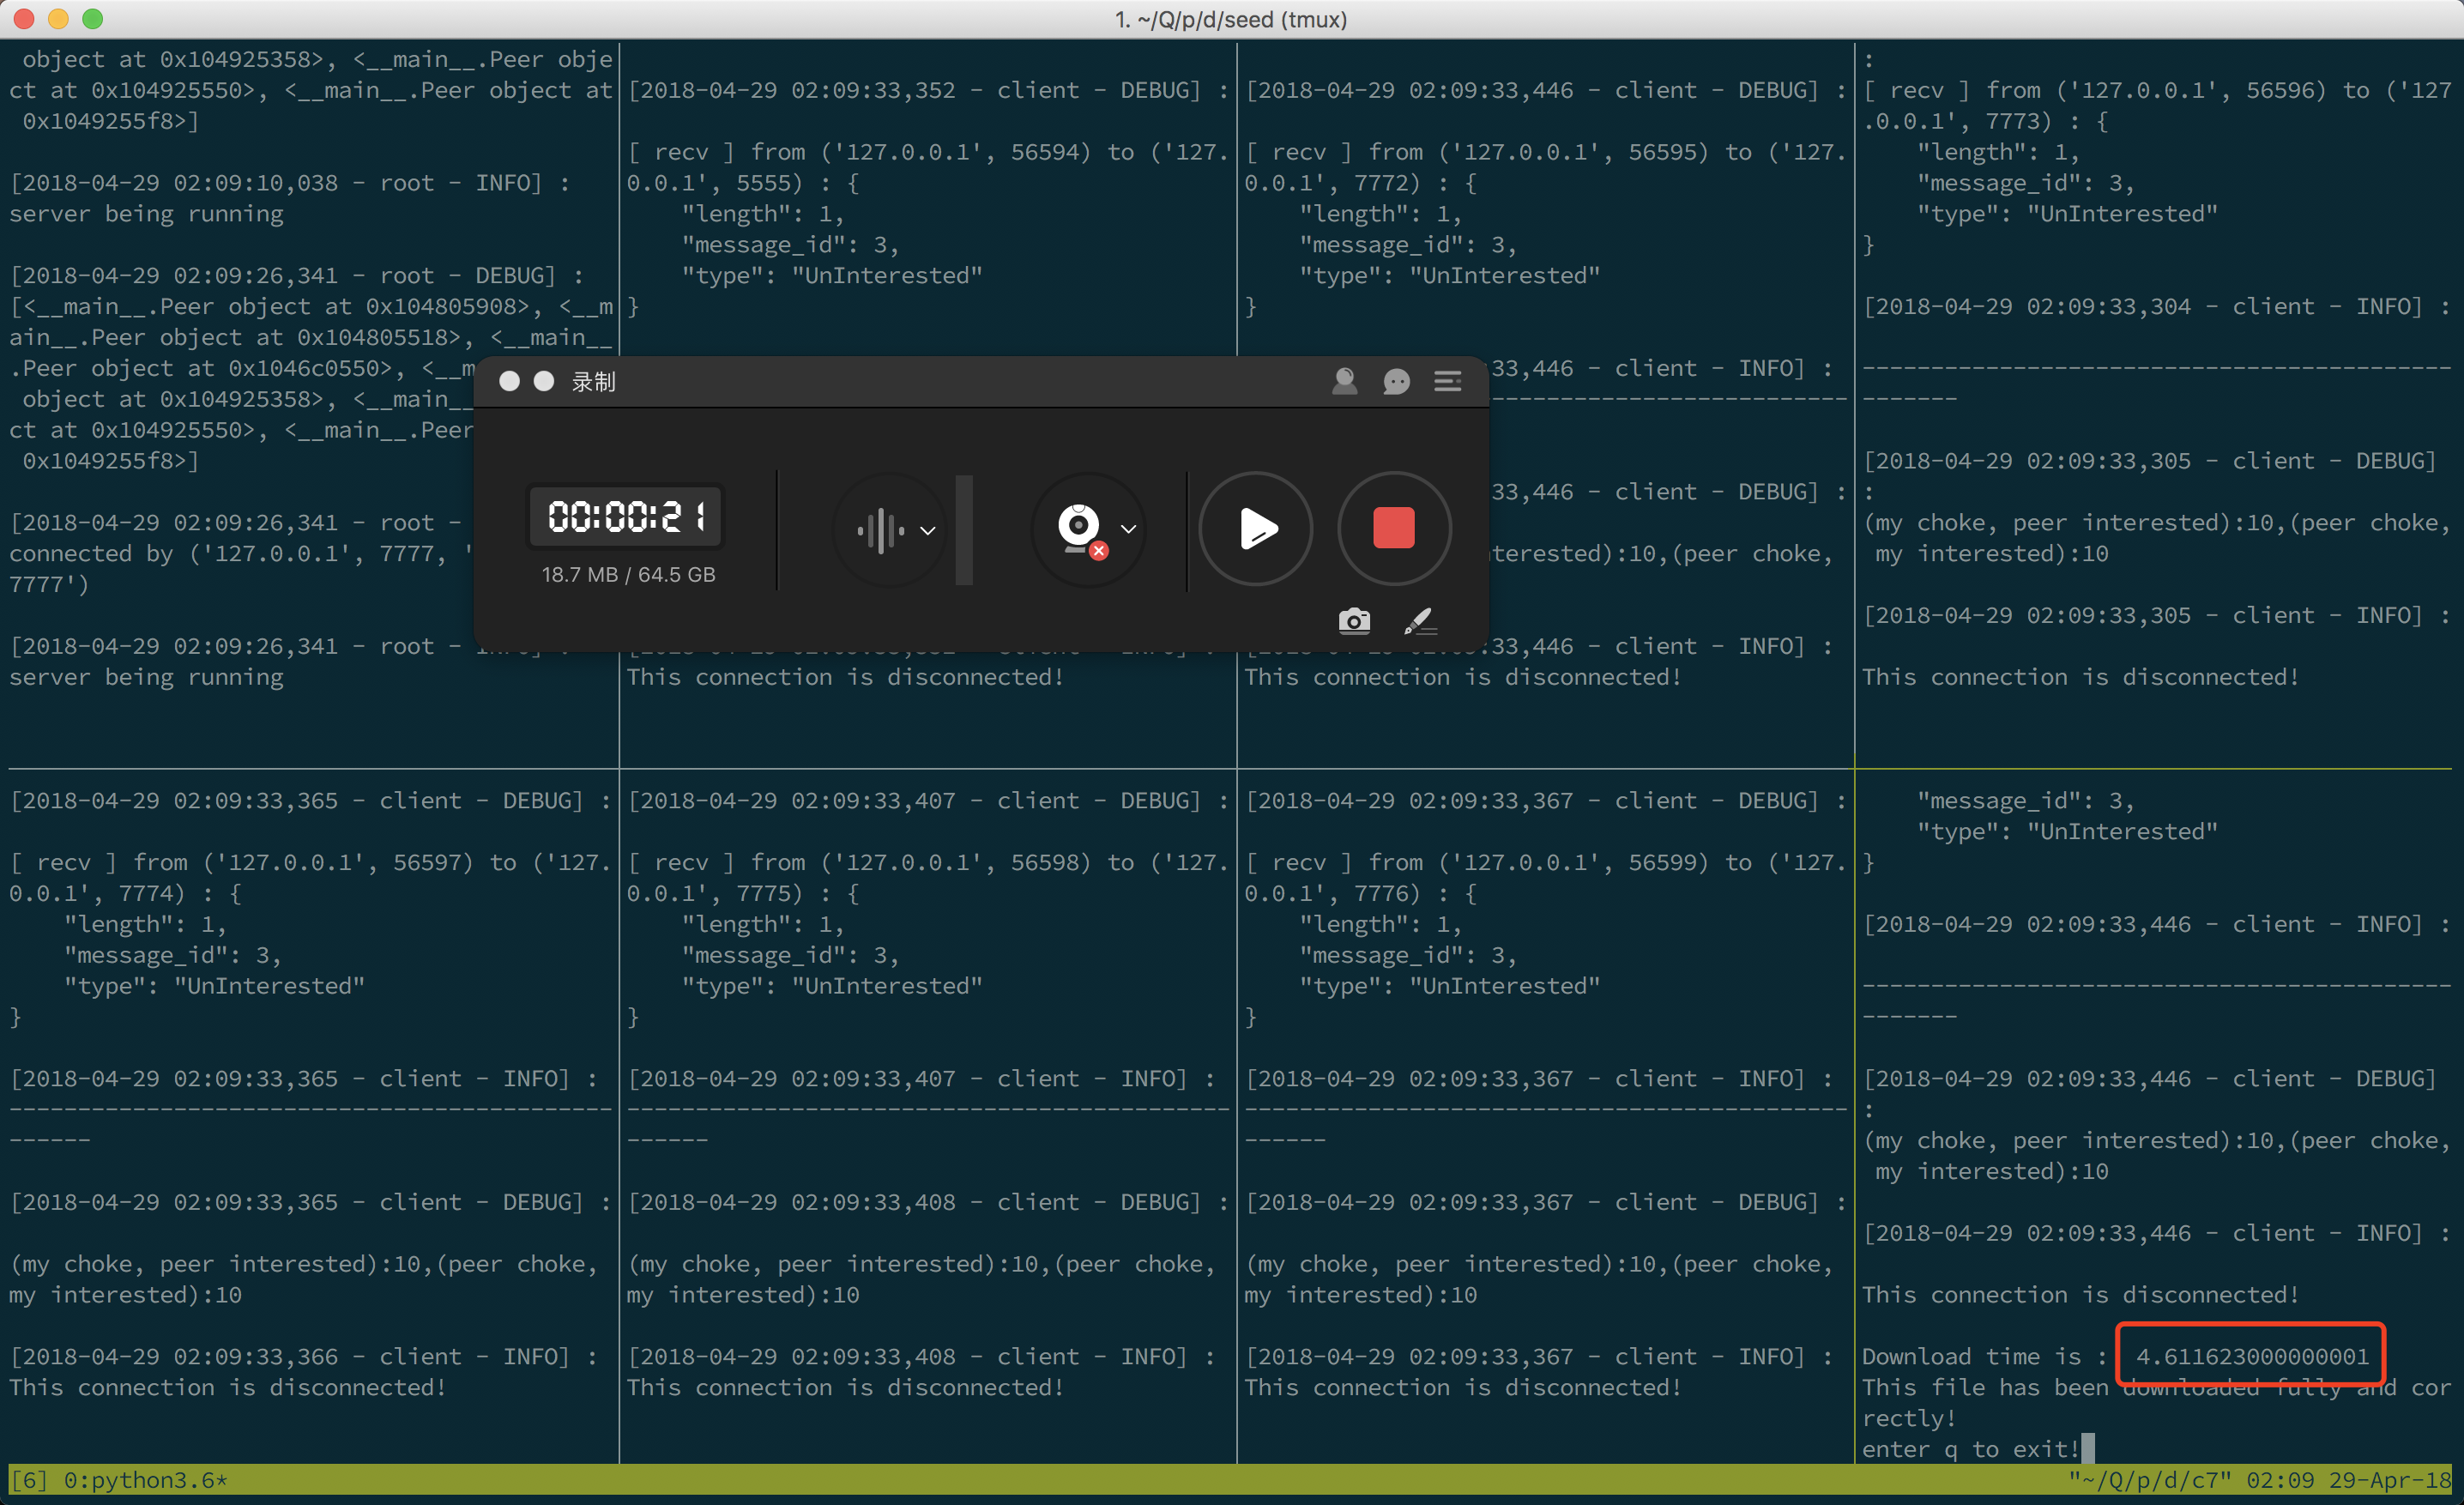 1. ~/Q/p/d/seed (tmux)
 object at 0x104925358>, <__main__.Peer obje
ct at 0x104925550>, <__main__.Peer object at
 0x1049255f8>]
[2018-04-29 02:09:10,038 - root - INFO] :
server being running
[2018-04-29 02:09:26,341 - root - DEBUG] :
[<__main__.Peer object at 0x104805908>, <__m
ain__.Peer object at 0x104805518>, <__main__
.Peer object at 0x1046c0550>, <__m
 object at 0x104925358>, <__main__
ct at 0x104925550>, <__main__.Peer
 0x1049255f8>]
[2018-04-29 02:09:26,341 - root -
connected by ('127.0.0.1', 7777, '
7777')
[2018-04-29 02:09:26,341 - root - INFO] :
server being running
[2018-04-29 02:09:33,352 - client - DEBUG] :
[ recv ] from ('127.0.0.1', 56594) to ('127.
0.0.1', 5555) : {
    "length": 1,
    "message_id": 3,
    "type": "UnInterested"
}
This connection is disconnected!
[2018-04-29 02:09:33,446 - client - DEBUG] :
[ recv ] from ('127.0.0.1', 56595) to ('127.
0.0.1', 7772) : {
    "length": 1,
    "message_id": 3,
    "type": "UnInterested"
}
33,446 - client - INFO] :
--------------------------
33,446 - client - DEBUG] :
terested):10,(peer choke,
33,446 - client - INFO] :
This connection is disconnected!
:
[ recv ] from ('127.0.0.1', 56596) to ('127
.0.0.1', 7773) : {
    "length": 1,
    "message_id": 3,
    "type": "UnInterested"
}
[2018-04-29 02:09:33,304 - client - INFO] :
-------------------------------------------
-------
[2018-04-29 02:09:33,305 - client - DEBUG]
:
(my choke, peer interested):10,(peer choke,
 my interested):10
[2018-04-29 02:09:33,305 - client - INFO] :
This connection is disconnected!
录制
00:00:21
18.7 MB / 64.5 GB
[2018-04-29 02:09:33,365 - client - DEBUG] :
[ recv ] from ('127.0.0.1', 56597) to ('127.
0.0.1', 7774) : {
    "length": 1,
    "message_id": 3,
    "type": "UnInterested"
}
[2018-04-29 02:09:33,365 - client - INFO] :
--------------------------------------------
------
[2018-04-29 02:09:33,365 - client - DEBUG] :
(my choke, peer interested):10,(peer choke,
my interested):10
[2018-04-29 02:09:33,366 - client - INFO] :
This connection is disconnected!
[2018-04-29 02:09:33,407 - client - DEBUG] :
[ recv ] from ('127.0.0.1', 56598) to ('127.
0.0.1', 7775) : {
    "length": 1,
    "message_id": 3,
    "type": "UnInterested"
}
[2018-04-29 02:09:33,407 - client - INFO] :
--------------------------------------------
------
[2018-04-29 02:09:33,408 - client - DEBUG] :
(my choke, peer interested):10,(peer choke,
my interested):10
[2018-04-29 02:09:33,408 - client - INFO] :
This connection is disconnected!
[2018-04-29 02:09:33,367 - client - DEBUG] :
[ recv ] from ('127.0.0.1', 56599) to ('127.
0.0.1', 7776) : {
    "length": 1,
    "message_id": 3,
    "type": "UnInterested"
}
[2018-04-29 02:09:33,367 - client - INFO] :
--------------------------------------------
------
[2018-04-29 02:09:33,367 - client - DEBUG] :
(my choke, peer interested):10,(peer choke,
my interested):10
[2018-04-29 02:09:33,367 - client - INFO] :
This connection is disconnected!
    "message_id": 3,
    "type": "UnInterested"
}
[2018-04-29 02:09:33,446 - client - INFO] :
-------------------------------------------
-------
[2018-04-29 02:09:33,446 - client - DEBUG]
:
(my choke, peer interested):10,(peer choke,
 my interested):10
[2018-04-29 02:09:33,446 - client - INFO] :
This connection is disconnected!
Download time is : 4.611623000000001
This file has been downloaded fully and cor
rectly!
enter q to exit!
[6] 0:python3.6*
"~/Q/p/d/c7" 02:09 29-Apr-18